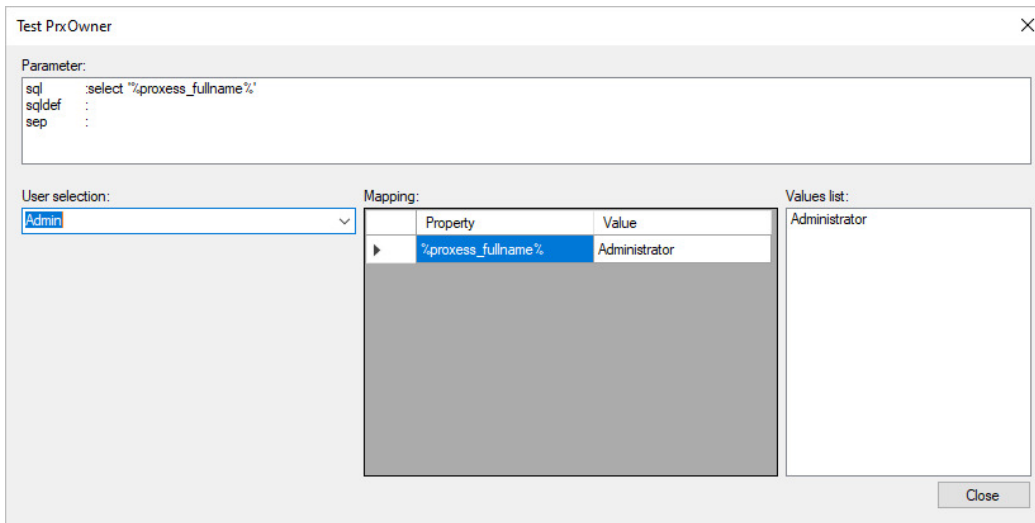 Test PrxOwner
Parameter:
sql :select '%proxess_fullname%'
sqldef :
sep :
User selection:
Admin
Mapping:
Property Value
%proxess_fullname% Administrator
Values list:
Administrator
Close